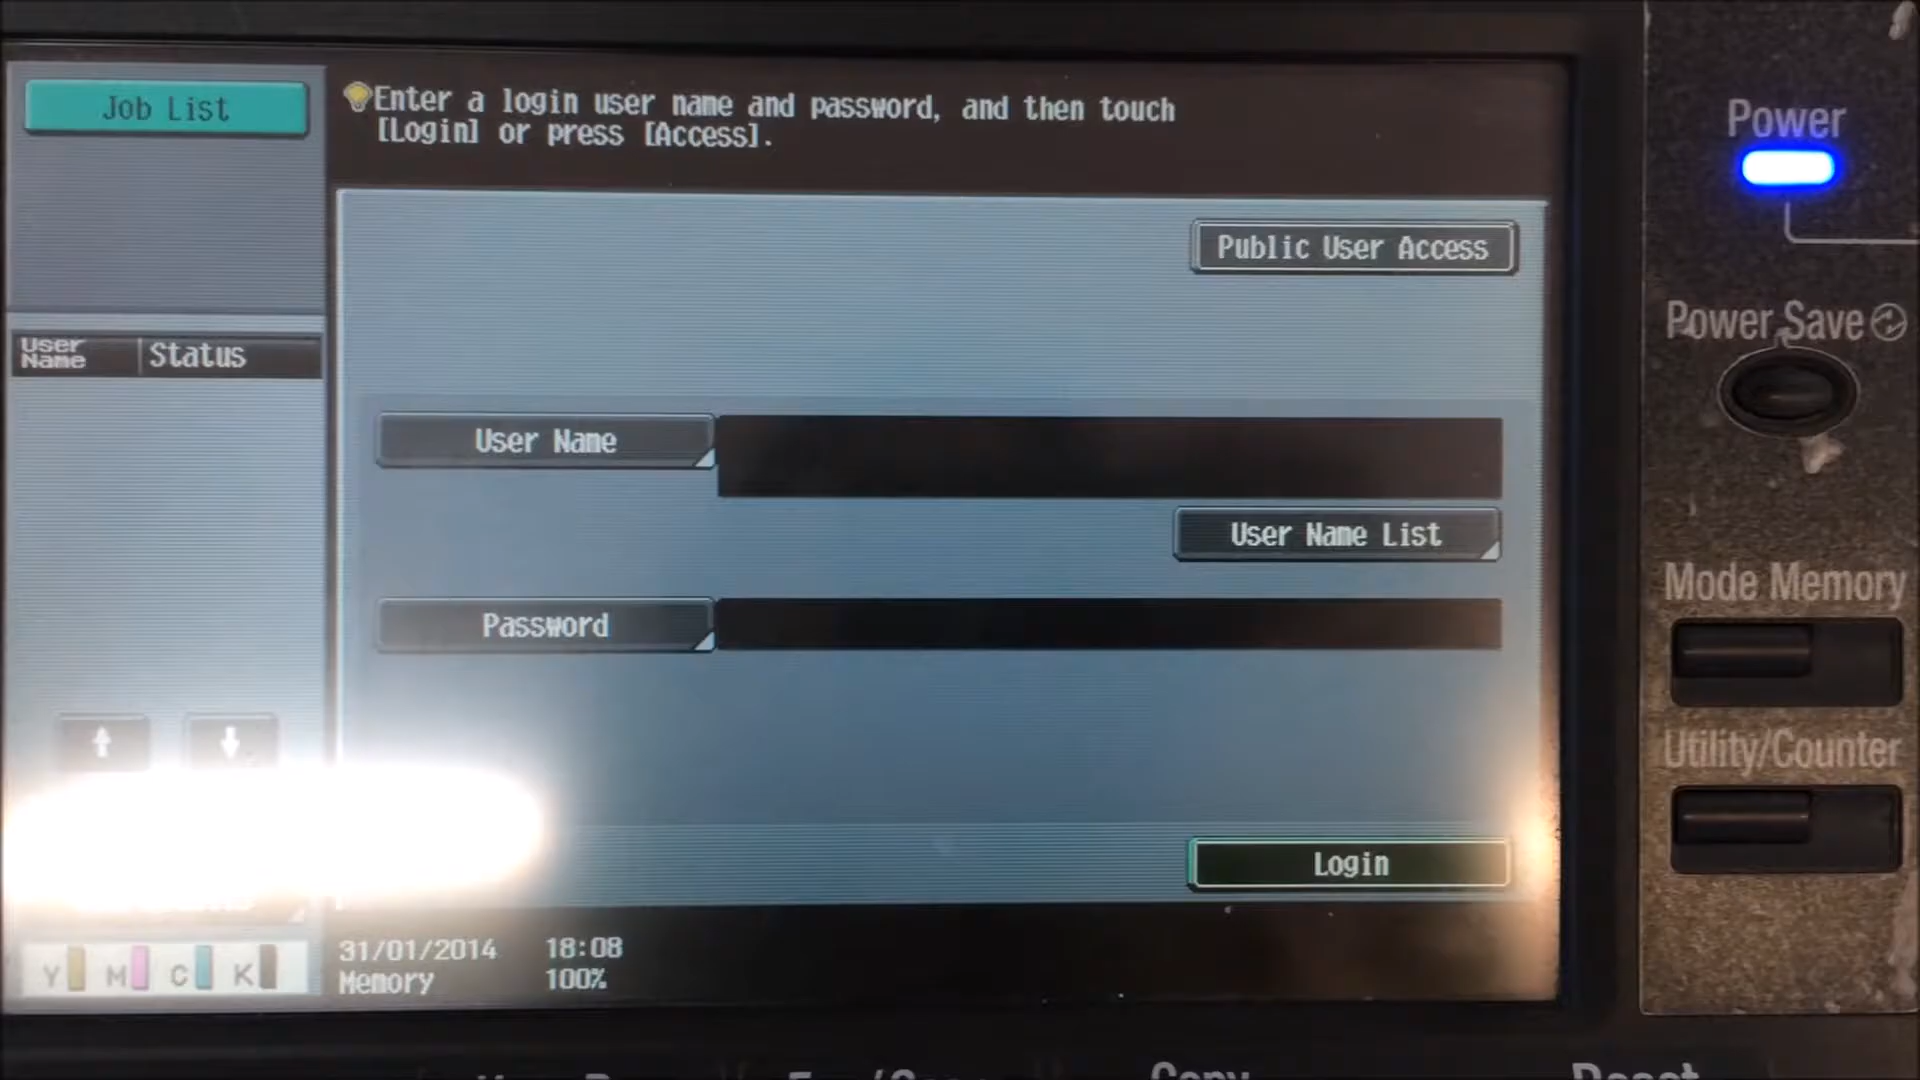 Job List
Enter a login user name and password, and then touch
[Login] or press [Access].
Power
Public User Access
Power Save
User Name
Status
User Name
User Name List
Mode Memory
Password
Utility/Counter
Login
31/01/2014 18:08
Memory 100%
Y M C K
Copy
Reset